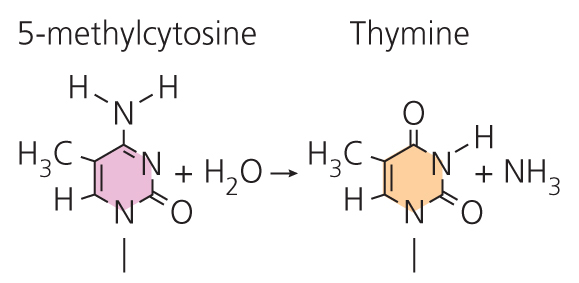 5-methylcytosine
Thymine
H H
N
H₃C
N
H
N
O
+ H₂O →
O
H
H₃C
N
H
N
O
+ NH₃